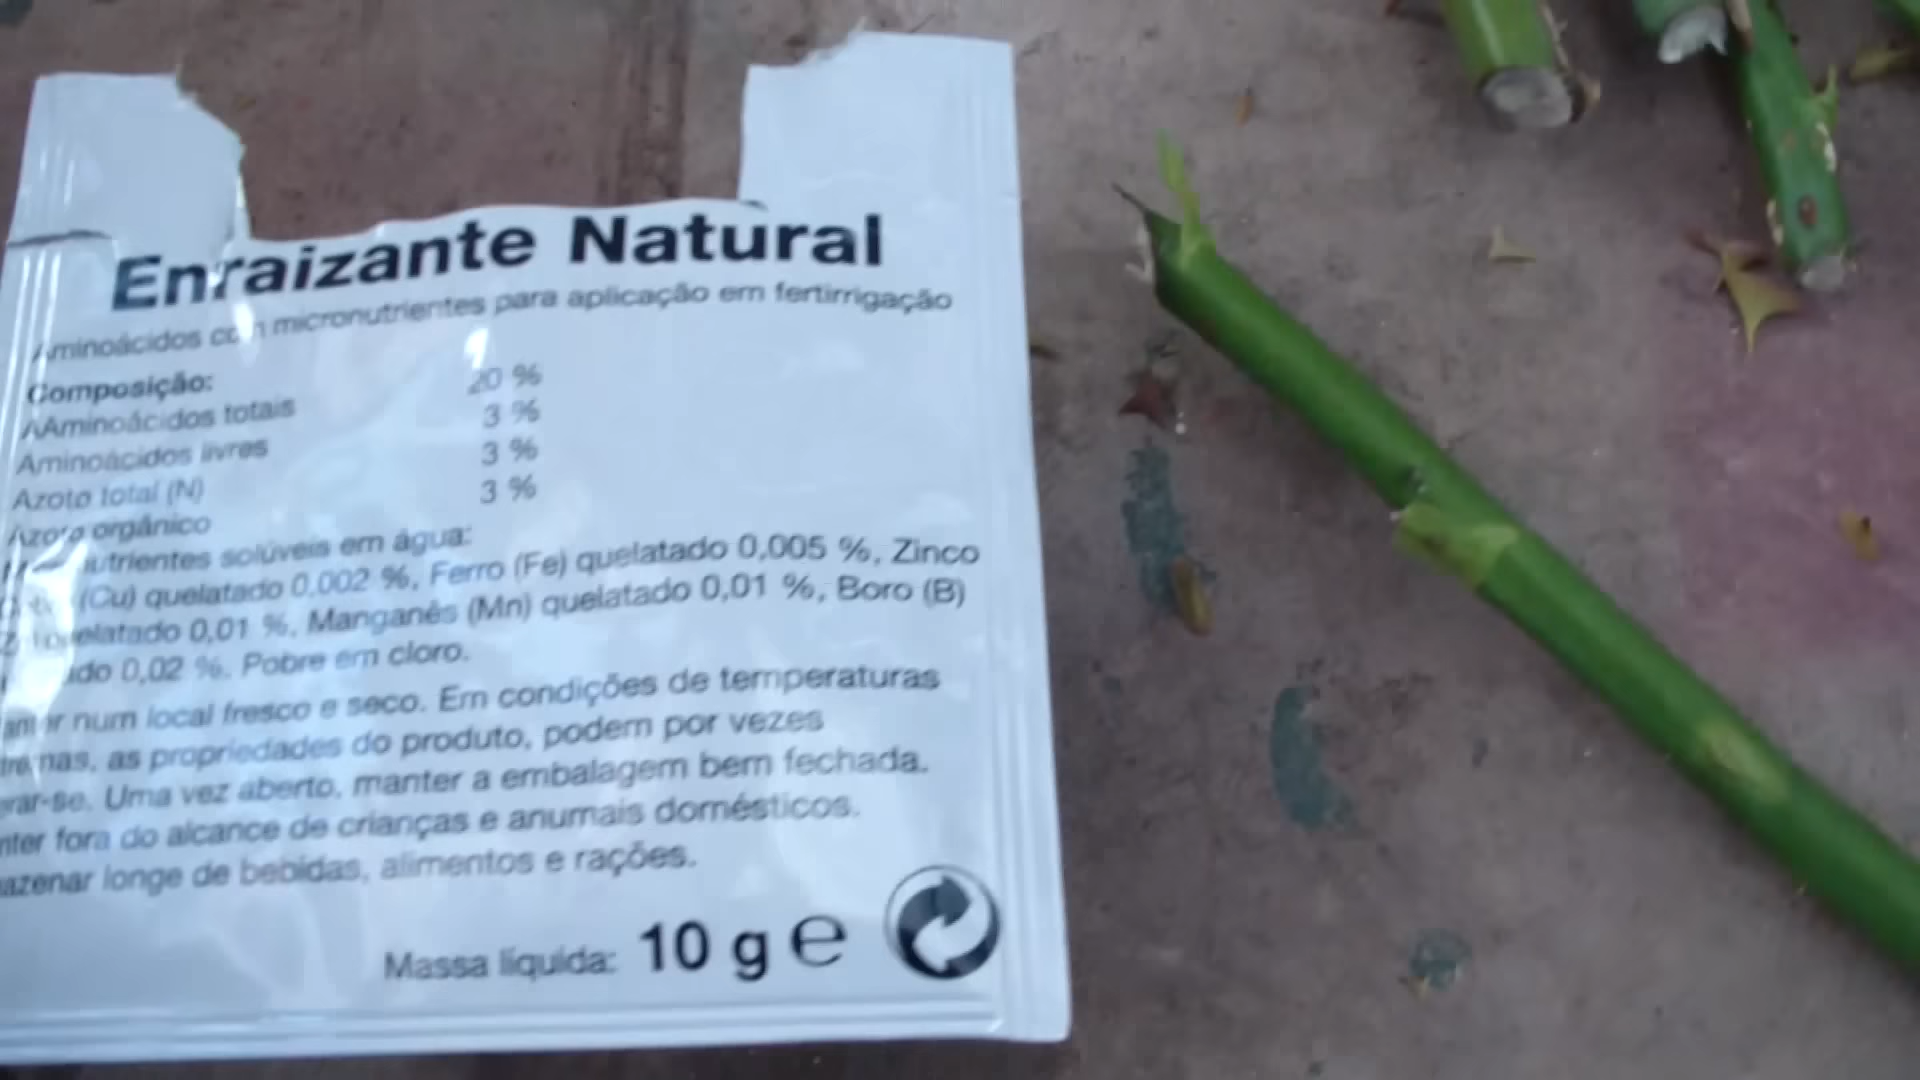 Enraizante Natural
Aminoácidos com micronutrientes para aplicação em fertirrigação
Composição:
20 %
AAminoácidos totais
3 %
Aminoácidos livres
3 %
Azoto total (N)
3 %
Azoto orgânico
solúveis em água:
(Cu) quelatado 0,002 %, Ferro (Fe) quelatado 0,005 %, Zinco
0,01 %, Manganês (Mn) quelatado 0,01 %, Boro (B)
0,02 %. Pobre em cloro.
num local fresco e seco. Em condições de temperaturas
as propriedades do produto, podem por vezes
Uma vez aberto, manter a embalagem bem fechada.
fora do alcance de crianças e anumais domésticos.
longe de bebidas, alimentos e rações.
Massa líquida: 10 g e